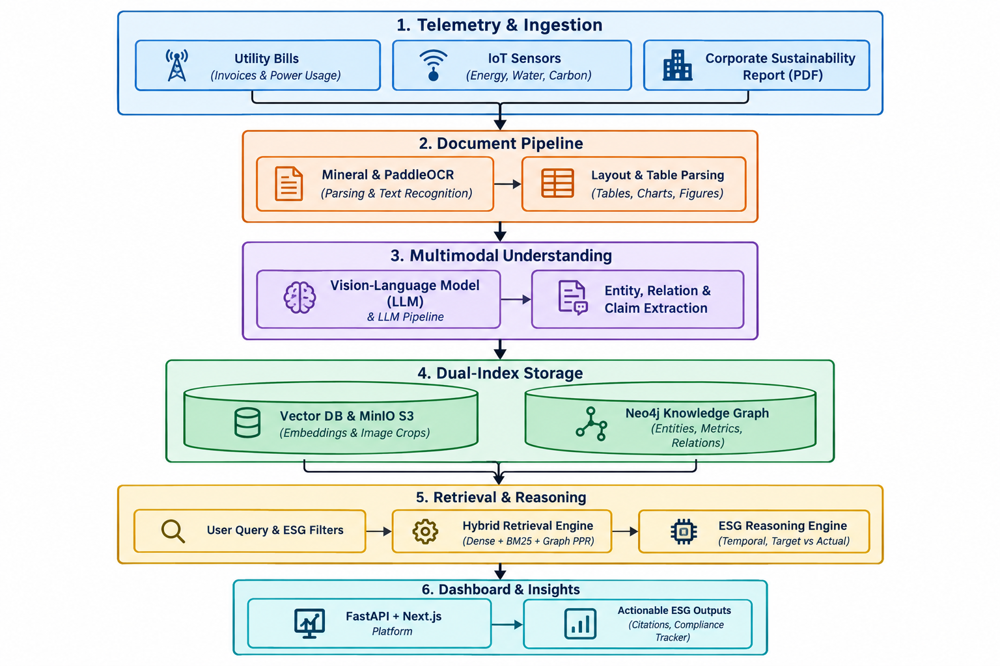 1. Telemetry & Ingestion
Utility Bills
(Invoices & Power Usage)
IoT Sensors
(Energy, Water, Carbon)
Corporate Sustainability
Report (PDF)
2. Document Pipeline
Mineral & PaddleOCR
(Parsing & Text Recognition)
Layout & Table Parsing
(Tables, Charts, Figures)
3. Multimodal Understanding
Vision-Language Model
(LLM)
& LLM Pipeline
Entity, Relation &
Claim Extraction
4. Dual-Index Storage
Vector DB & MinIO S3
(Embeddings & Image Crops)
Neo4j Knowledge Graph
(Entities, Metrics,
Relations)
5. Retrieval & Reasoning
User Query & ESG Filters
Hybrid Retrieval Engine
(Dense + BM25 + Graph PPR)
ESG Reasoning Engine
(Temporal, Target vs Actual)
6. Dashboard & Insights
FastAPI + Next.js
Platform
Actionable ESG Outputs
(Citations, Compliance
Tracker)